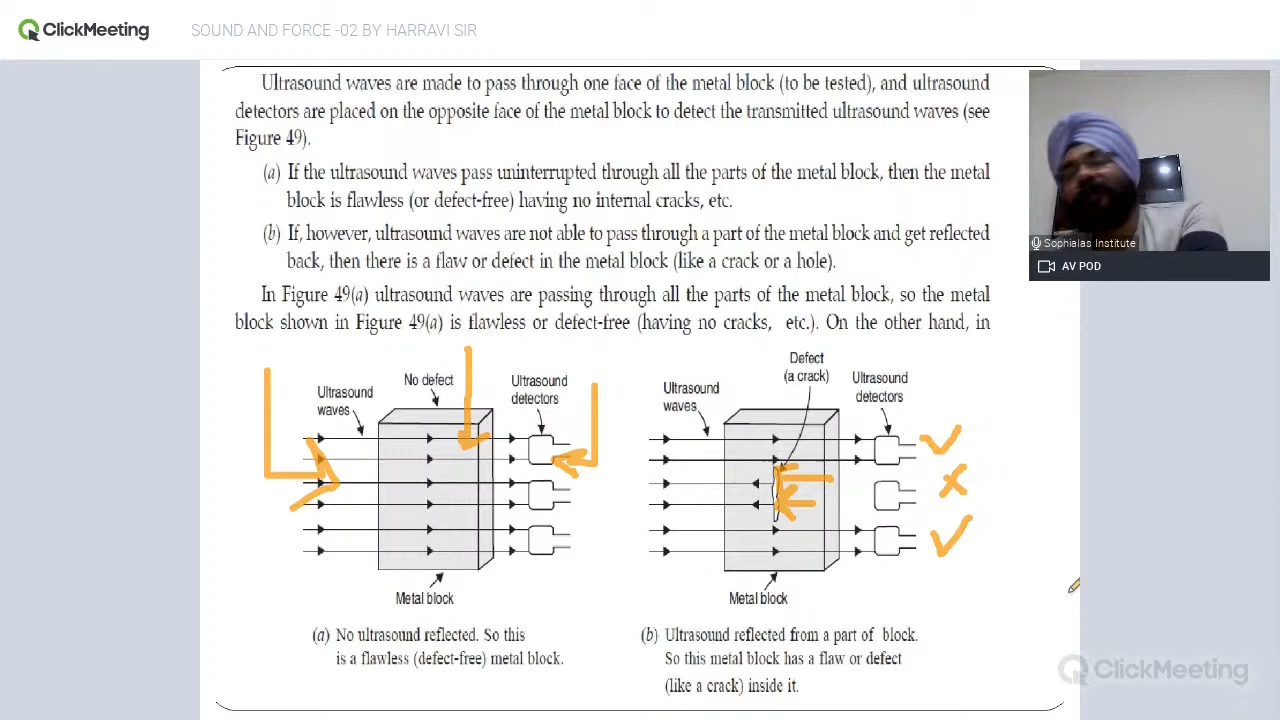 ClickMeeting
SOUND AND FORCE -02 BY HARRAVI SIR
Ultrasound waves are made to pass through one face of the metal block (to be tested), and ultrasound
detectors are placed on the opposite face of the metal block to detect the transmitted ultrasound waves (see
Figure 49).
(a) If the ultrasound waves pass uninterrupted through all the parts of the metal block, then the metal
block is flawless (or defect-free) having no internal cracks, etc.
(b) If, however, ultrasound waves are not able to pass through a part of the metal block and get reflected
back, then there is a flaw or defect in the metal block (like a crack or a hole).
In Figure 49(a) ultrasound waves are passing through all the parts of the metal block, so the metal
block shown in Figure 49(a) is flawless or defect-free (having no cracks, etc.). On the other hand, in
Ultrasound
waves
No defect
Ultrasound
detectors
Metal block
(a) No ultrasound reflected. So this
is a flawless (defect-free) metal block.
Ultrasound
waves
Defect
(a crack)
Ultrasound
detectors
Metal block
(b) Ultrasound reflected from a part of block.
So this metal block has a flaw or defect
(like a crack) inside it.
Sophialas Institute
AV POD
ClickMeeting